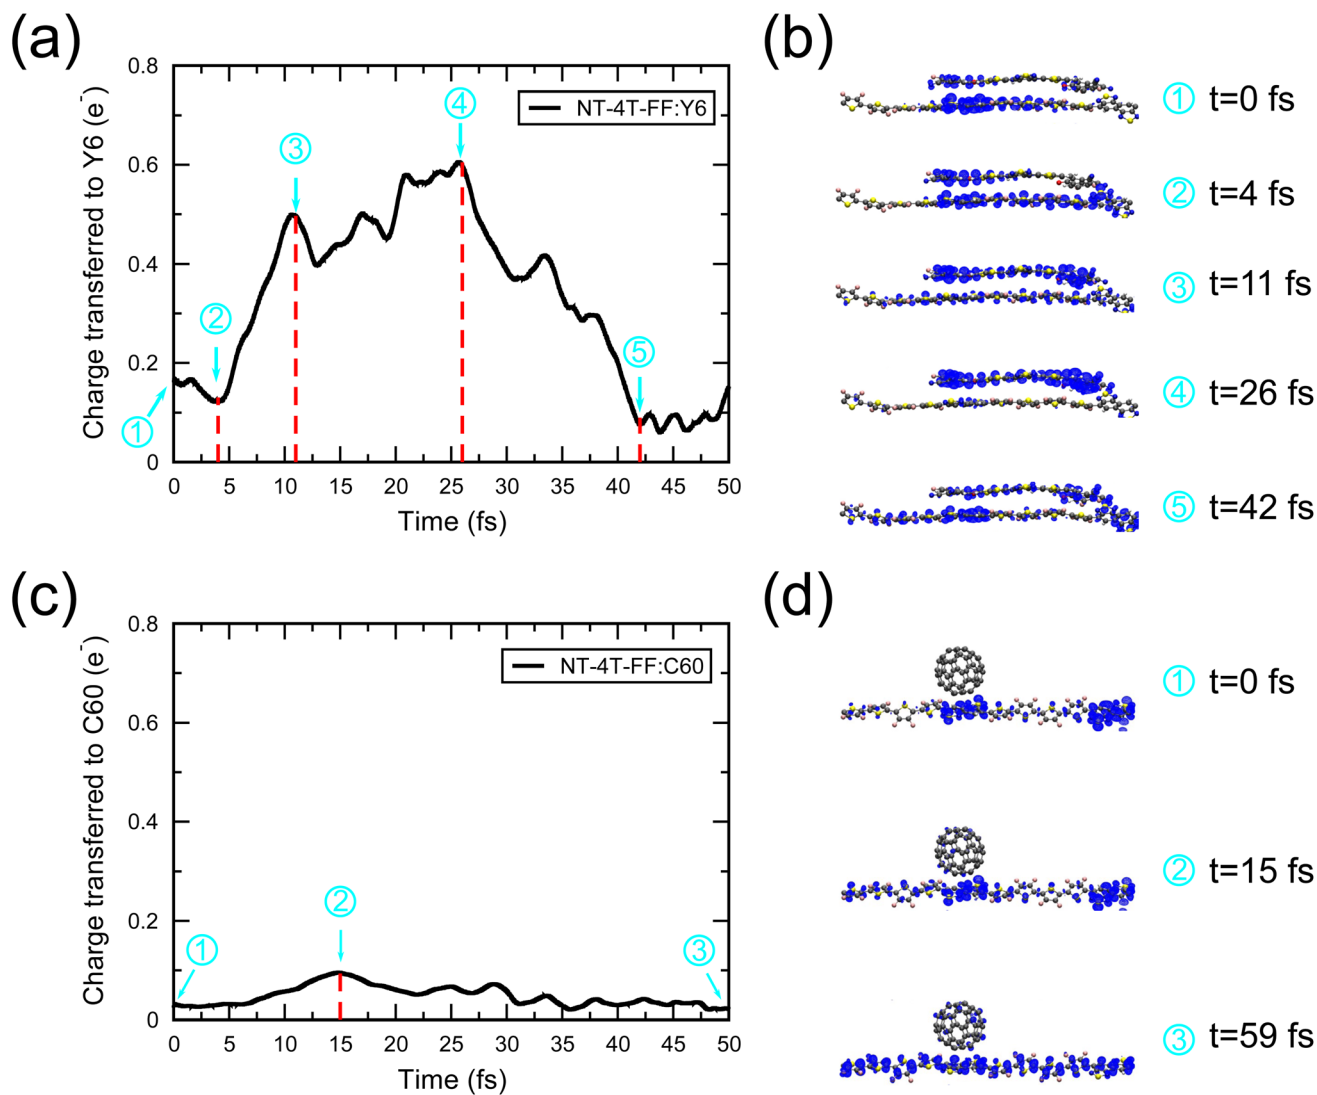 (a)
Charge transferred to Y6 (e⁻)
0.8
0.6
0.4
0.2
0
NT-4T-FF:Y6
1
2
3
4
5
0 5 10 15 20 25 30 35 40 45 50
Time (fs)
(b)
1 t=0 fs
2 t=4 fs
3 t=11 fs
4 t=26 fs
5 t=42 fs
(c)
Charge transferred to C60 (e⁻)
0.8
0.6
0.4
0.2
0
NT-4T-FF:C60
1
2
3
0 5 10 15 20 25 30 35 40 45 50
Time (fs)
(d)
1 t=0 fs
2 t=15 fs
3 t=59 fs